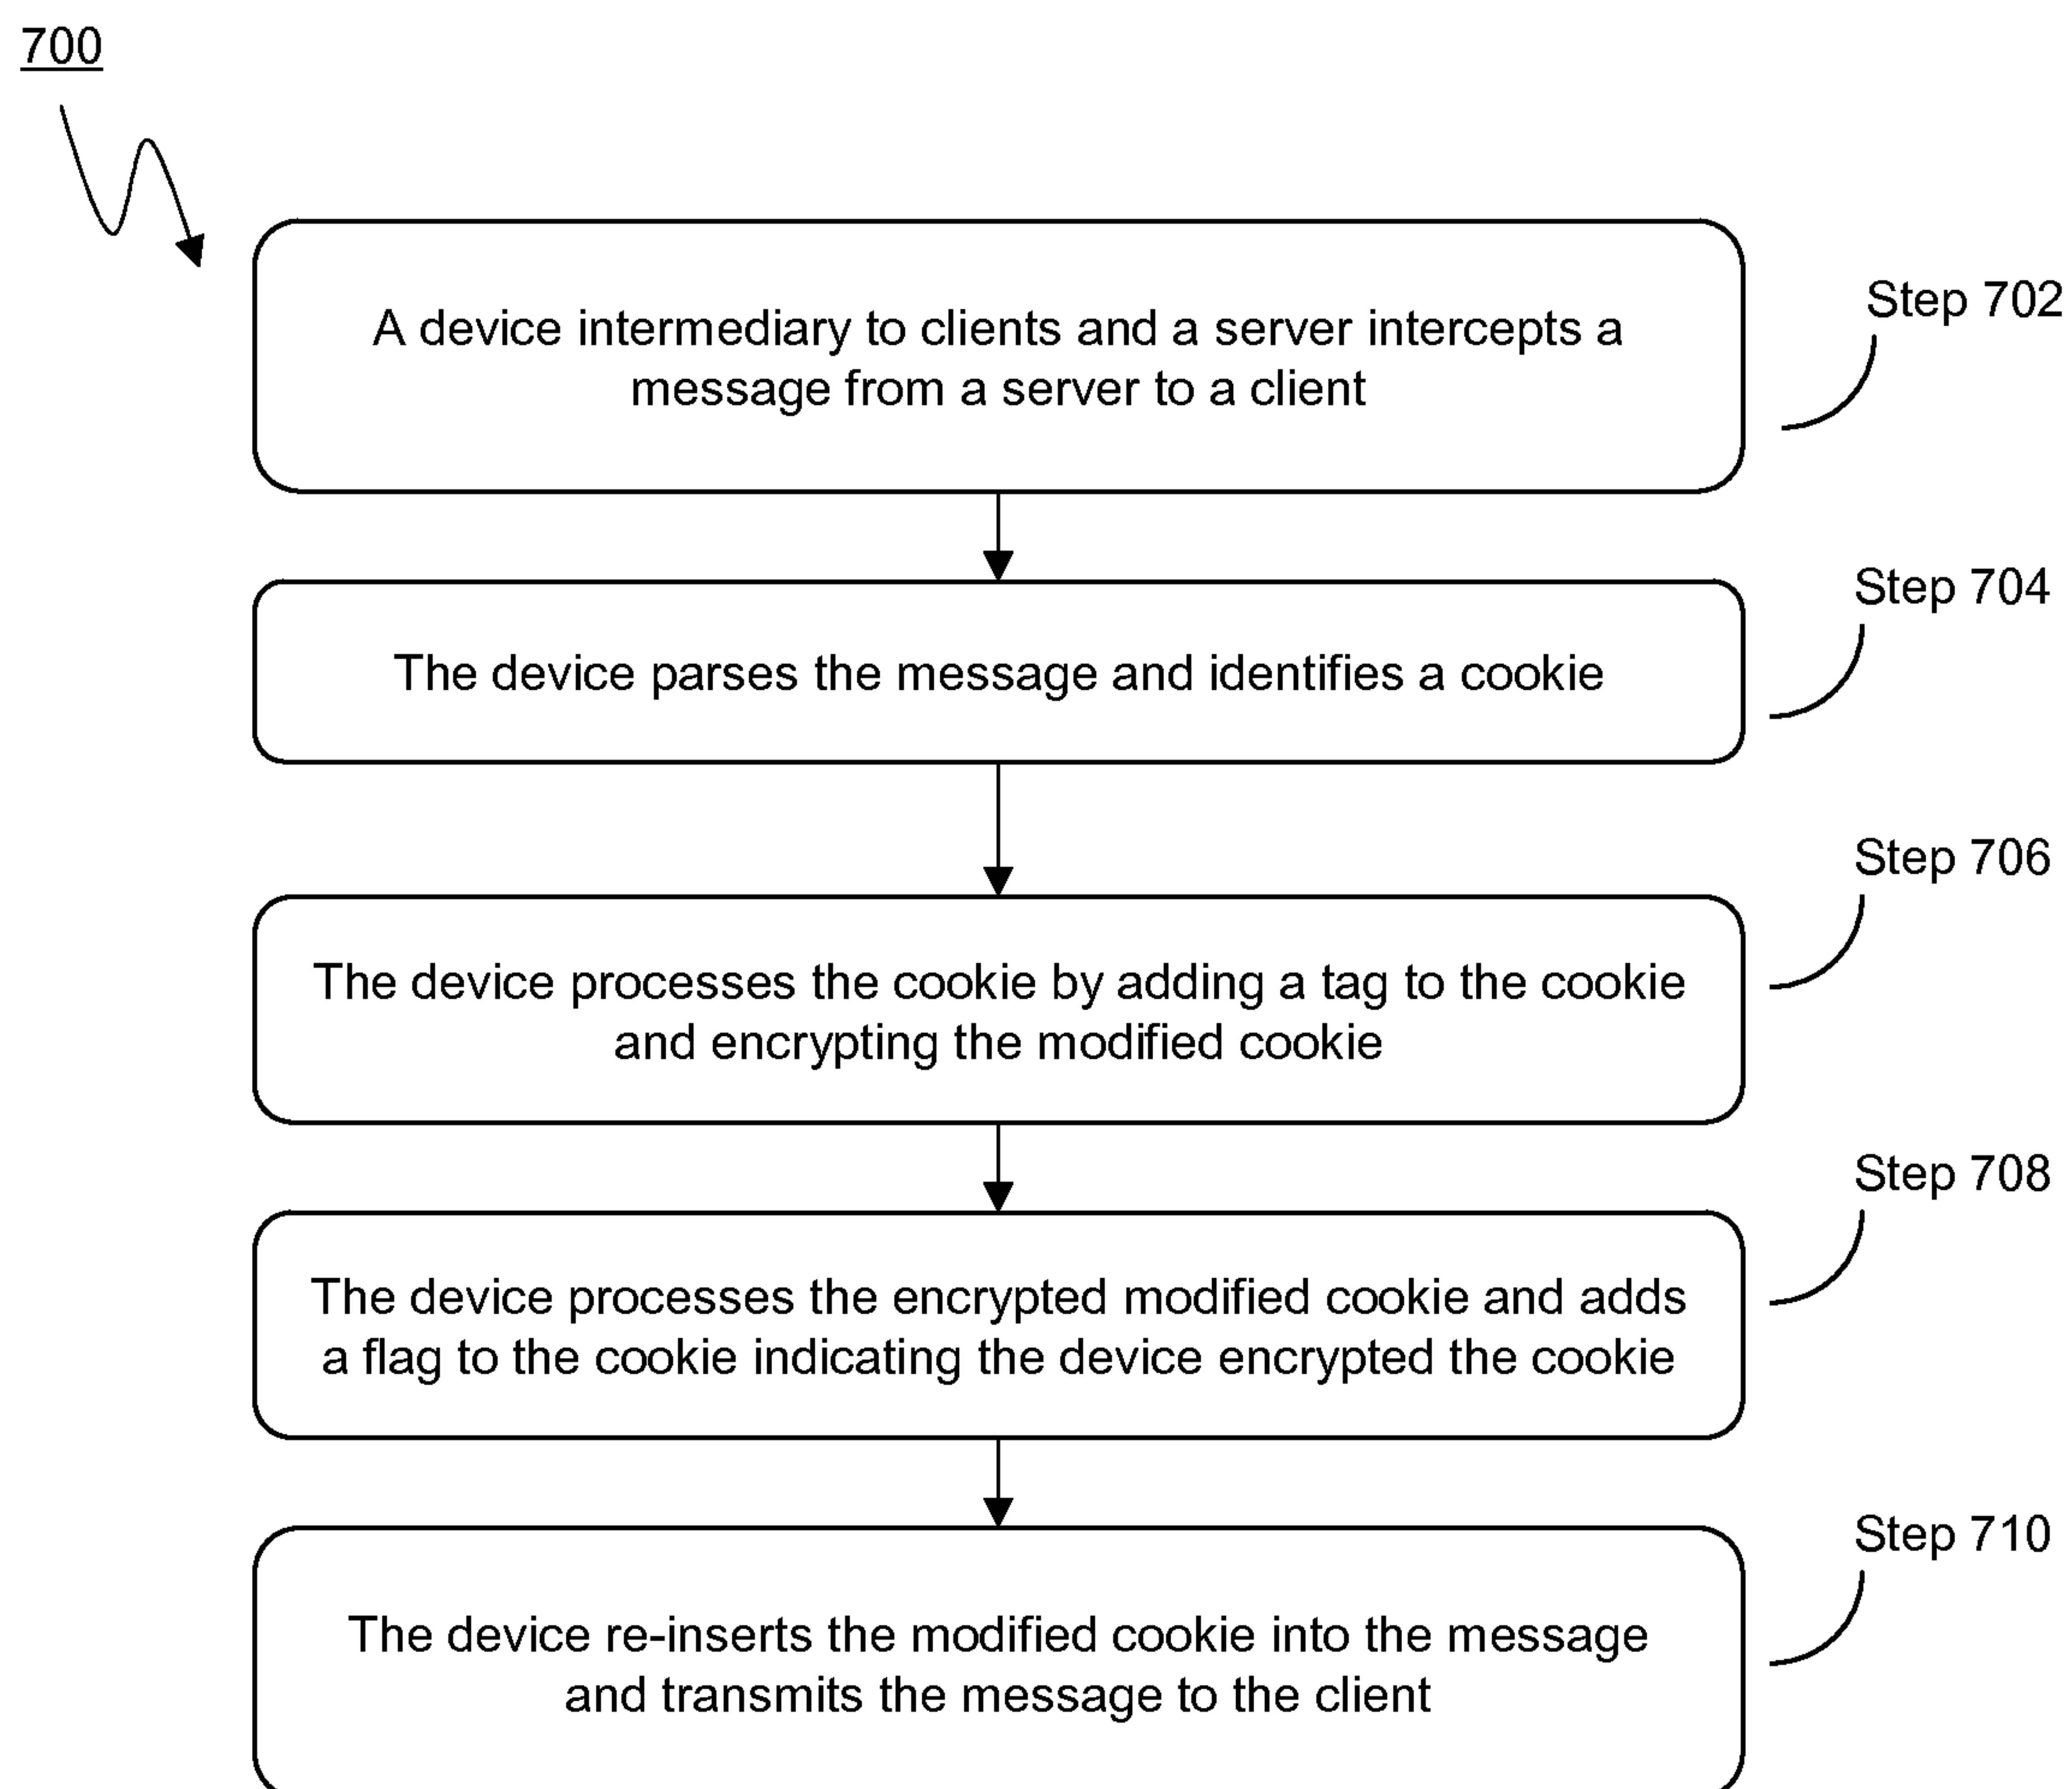 700
A device intermediary to clients and a server intercepts a
message from a server to a client
Step 702
The device parses the message and identifies a cookie
Step 704
The device processes the cookie by adding a tag to the cookie
and encrypting the modified cookie
Step 706
The device processes the encrypted modified cookie and adds
a flag to the cookie indicating the device encrypted the cookie
Step 708
The device re-inserts the modified cookie into the message
and transmits the message to the client
Step 710